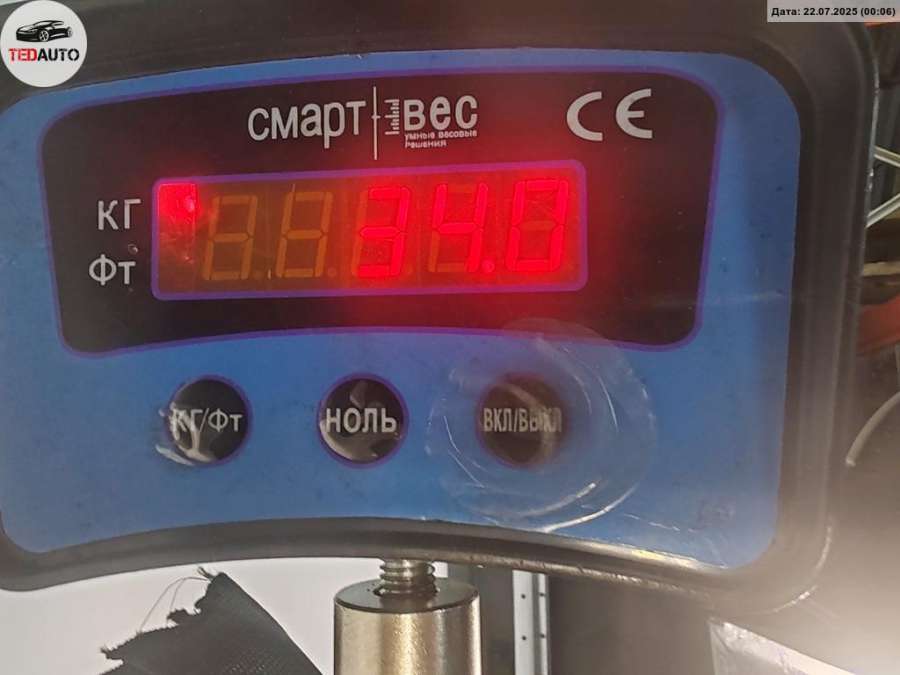 Дата: 22.07.2025 (00:06)
TEDAUTO
смарт вес
умные весовые
решения
CE
КГ
34.0
Фт
КГ/Фт
НОЛЬ
ВКЛ/ВЫКЛ